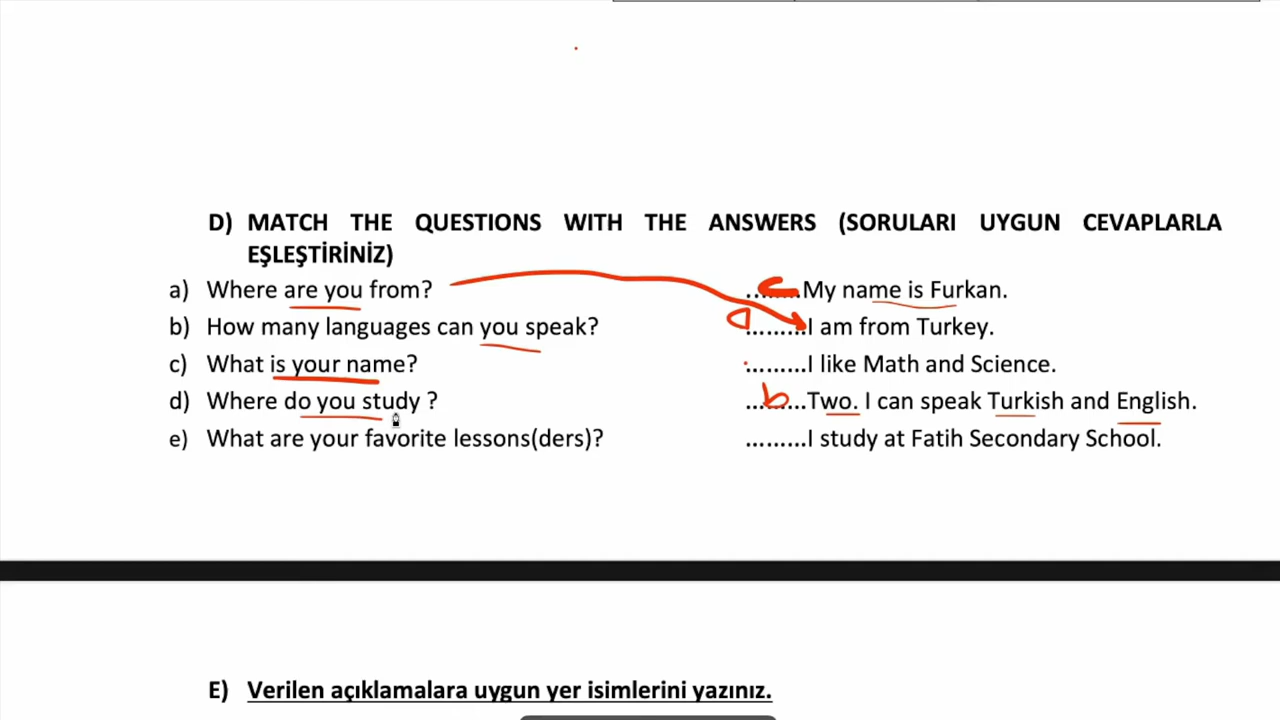 D) MATCH THE QUESTIONS WITH THE ANSWERS (SORULARI UYGUN CEVAPLARLA
EŞLEŞTİRİNİZ)
a) Where are you from? c.........My name is Furkan.
b) How many languages can you speak? a.........I am from Turkey.
c) What is your name? .........I like Math and Science.
d) Where do you study ? b.........Two. I can speak Turkish and English.
e) What are your favorite lessons(ders)? .........I study at Fatih Secondary School.
E) Verilen açıklamalara uygun yer isimlerini yazınız.